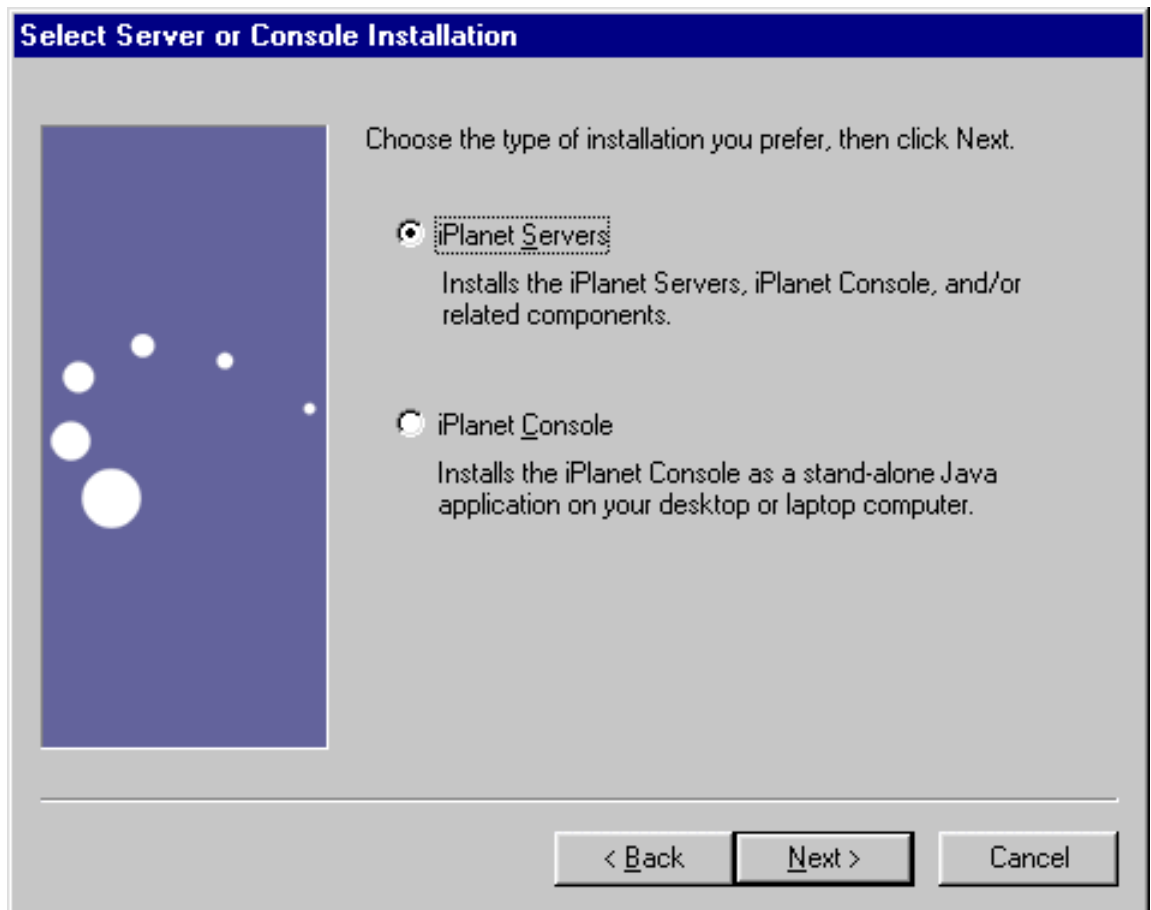 Select Server or Console Installation
Choose the type of installation you prefer, then click Next.
iPlanet Servers
Installs the iPlanet Servers, iPlanet Console, and/or
related components.
iPlanet Console
Installs the iPlanet Console as a stand-alone Java
application on your desktop or laptop computer.
< Back
Next >
Cancel